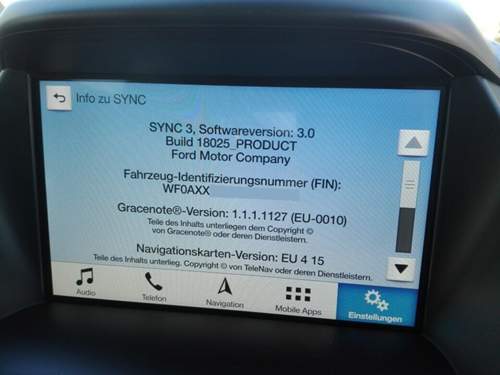 Info zu SYNC
SYNC 3, Softwareversion: 3.0
Build 18025_PRODUCT
Ford Motor Company
Fahrzeug-Identifizierungsnummer (FIN):
WF0AXX
Gracenote®-Version: 1.1.1.1127 (EU-0010)
Teile des Inhalts unterliegen dem Copyright ©
von Gracenote® oder deren Dienstleistern.
Navigationskarten-Version: EU 4 15
Teile des Inhalts unterlieg. Copyright © von TeleNav oder deren Dienstleistern.
Audio
Telefon
Navigation
Mobile Apps
Einstellungen